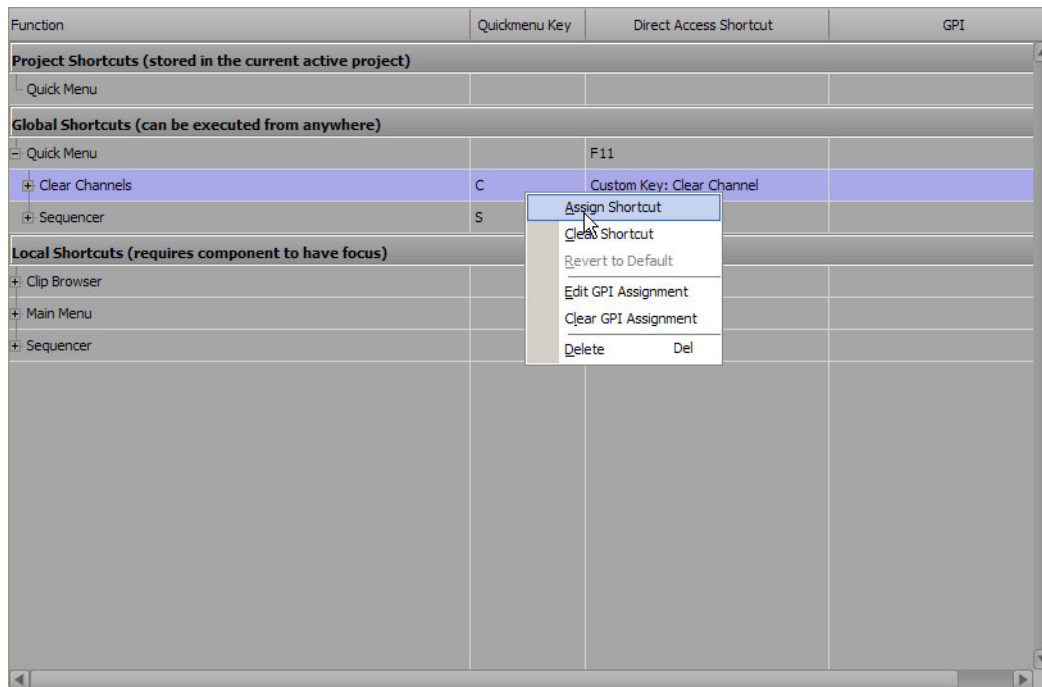 Function Quickmenu Key Direct Access Shortcut GPI
Project Shortcuts (stored in the current active project)
Quick Menu
Global Shortcuts (can be executed from anywhere)
Quick Menu F11
Clear Channels C Custom Key: Clear Channel
Assign Shortcut
Sequencer S
Clear Shortcut
Local Shortcuts (requires component to have focus)
Revert to Default
Clip Browser
Edit GPI Assignment
Main Menu
Clear GPI Assignment
Sequencer
Delete Del